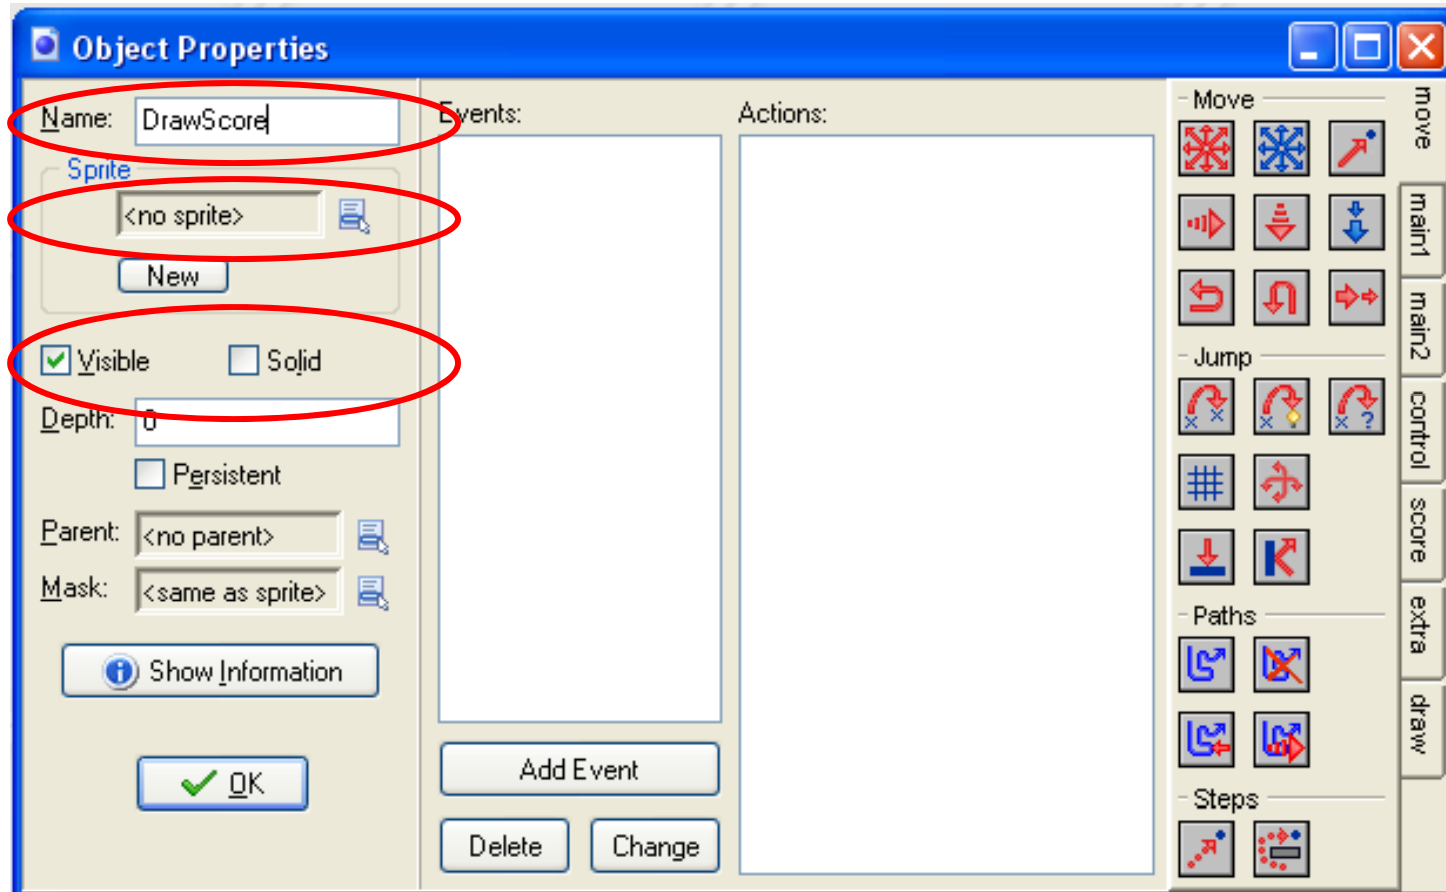 Object Properties
Name: DrawScore
Sprite
<no sprite>
New
Visible Solid
Depth: 0
Persistent
Parent: <no parent>
Mask: <same as sprite>
Show Information
OK
Events:
Add Event
Delete Change
Actions:
Move
Jump
Paths
Steps
move
main1
main2
control
score
extra
draw